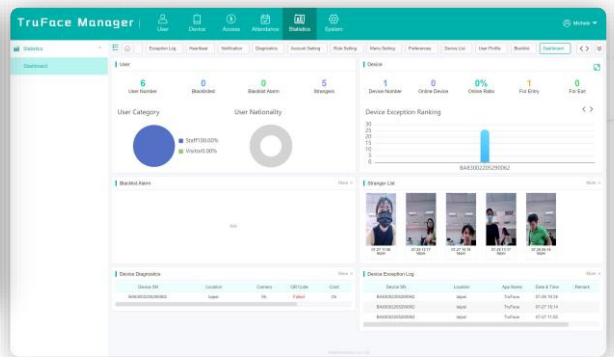 TruFace Manager
User
Device
Access
Attendance
Statistics
System
Michele
Statistics
Exception Log
Heartbeat
Notification
Diagnostics
Account Setting
Role Setting
Menu Setting
Preferences
Device List
User Profile
Blacklist
Dashboard
Dashboard
User
6
User Number
0
Blacklisted
0
Blacklist Alarm
5
Strangers
User Category
User Nationality
Staff100.00%
Visitor0.00%
Device
1
Device Number
0
Online Device
0%
Online Ratio
1
For Entry
0
For Exit
Device Exception Ranking
30
25
20
15
10
5
0
Blacklist Alarm
More
Stranger List
More
Device Diagnostics
More
Device SN
Location
Camera
QR Code
Card
taipei
Ok
Failed
Ok
Device Exception Log
More
Device SN
Location
App Name
Date & Time
Remark
taipei
TruFace
taipei
TruFace
taipei
TruFace